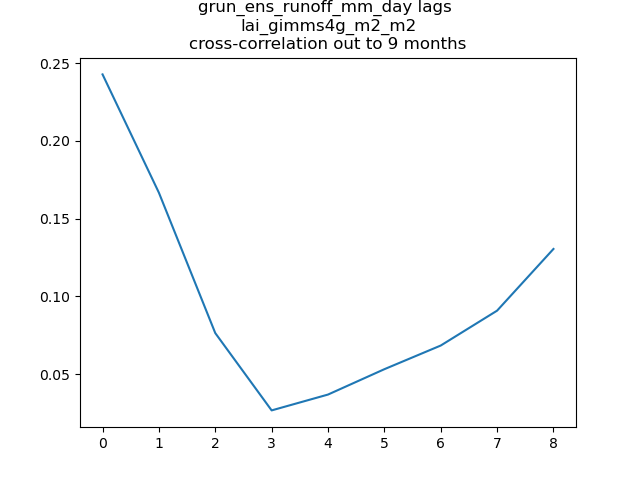 grun_ens_runoff_mm_day lags
lai_gimms4g_m2_m2
cross-correlation out to 9 months
0.25
0.20
0.15
0.10
0.05
0 1 2 3 4 5 6 7 8